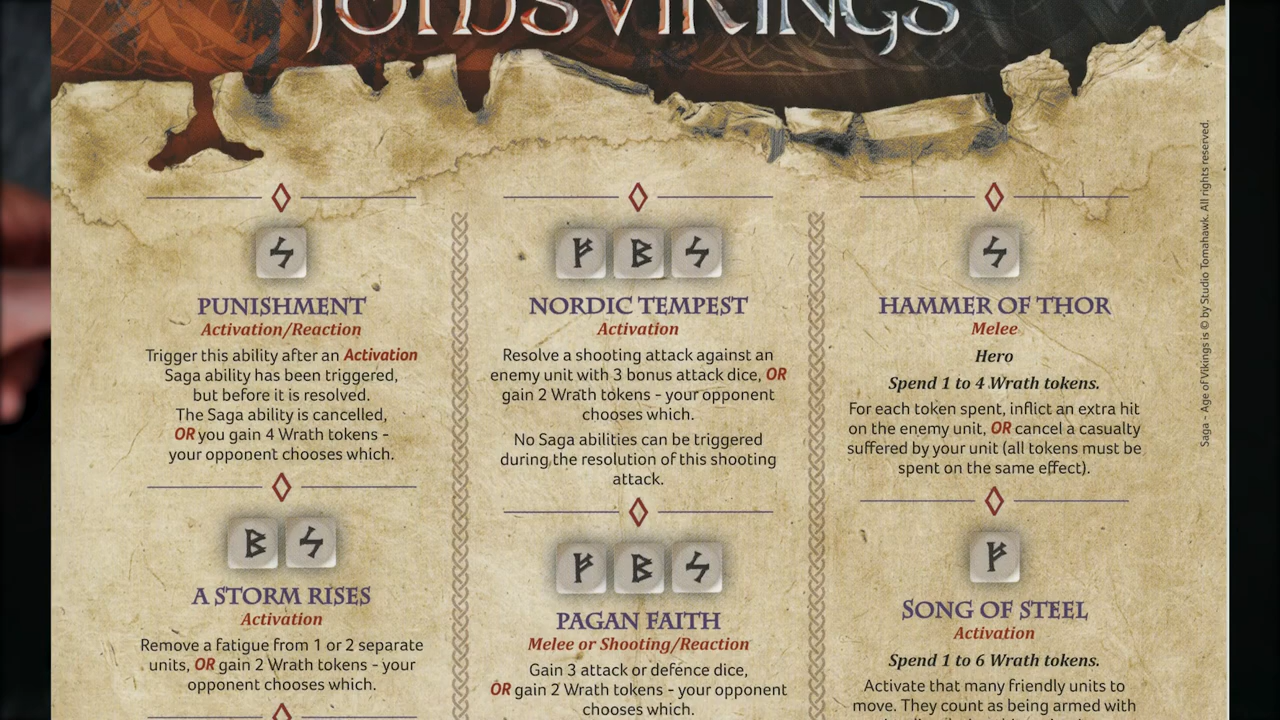 JOMSVIKINGS
PUNISHMENT
Activation/Reaction
Trigger this ability after an Activation
Saga ability has been triggered,
but before it is resolved.
The Saga ability is cancelled,
OR you gain 4 Wrath tokens -
your opponent chooses which.
A STORM RISES
Activation
Remove a fatigue from 1 or 2 separate
units, OR gain 2 Wrath tokens - your
opponent chooses which.
NORDIC TEMPEST
Activation
Resolve a shooting attack against an
enemy unit with 3 bonus attack dice, OR
gain 2 Wrath tokens - your opponent
chooses which.
No Saga abilities can be triggered
during the resolution of this shooting
attack.
PAGAN FAITH
Melee or Shooting/Reaction
Gain 3 attack or defence dice,
OR gain 2 Wrath tokens - your opponent
chooses which.
HAMMER OF THOR
Melee
Hero
Spend 1 to 4 Wrath tokens.
For each token spent, inflict an extra hit
on the enemy unit, OR cancel a casualty
suffered by your unit (all tokens must be
spent on the same effect).
SONG OF STEEL
Activation
Spend 1 to 6 Wrath tokens.
Activate that many friendly units to
move. They count as being armed with
Saga - Age of Vikings is © by Studio Tomahawk. All rights reserved.